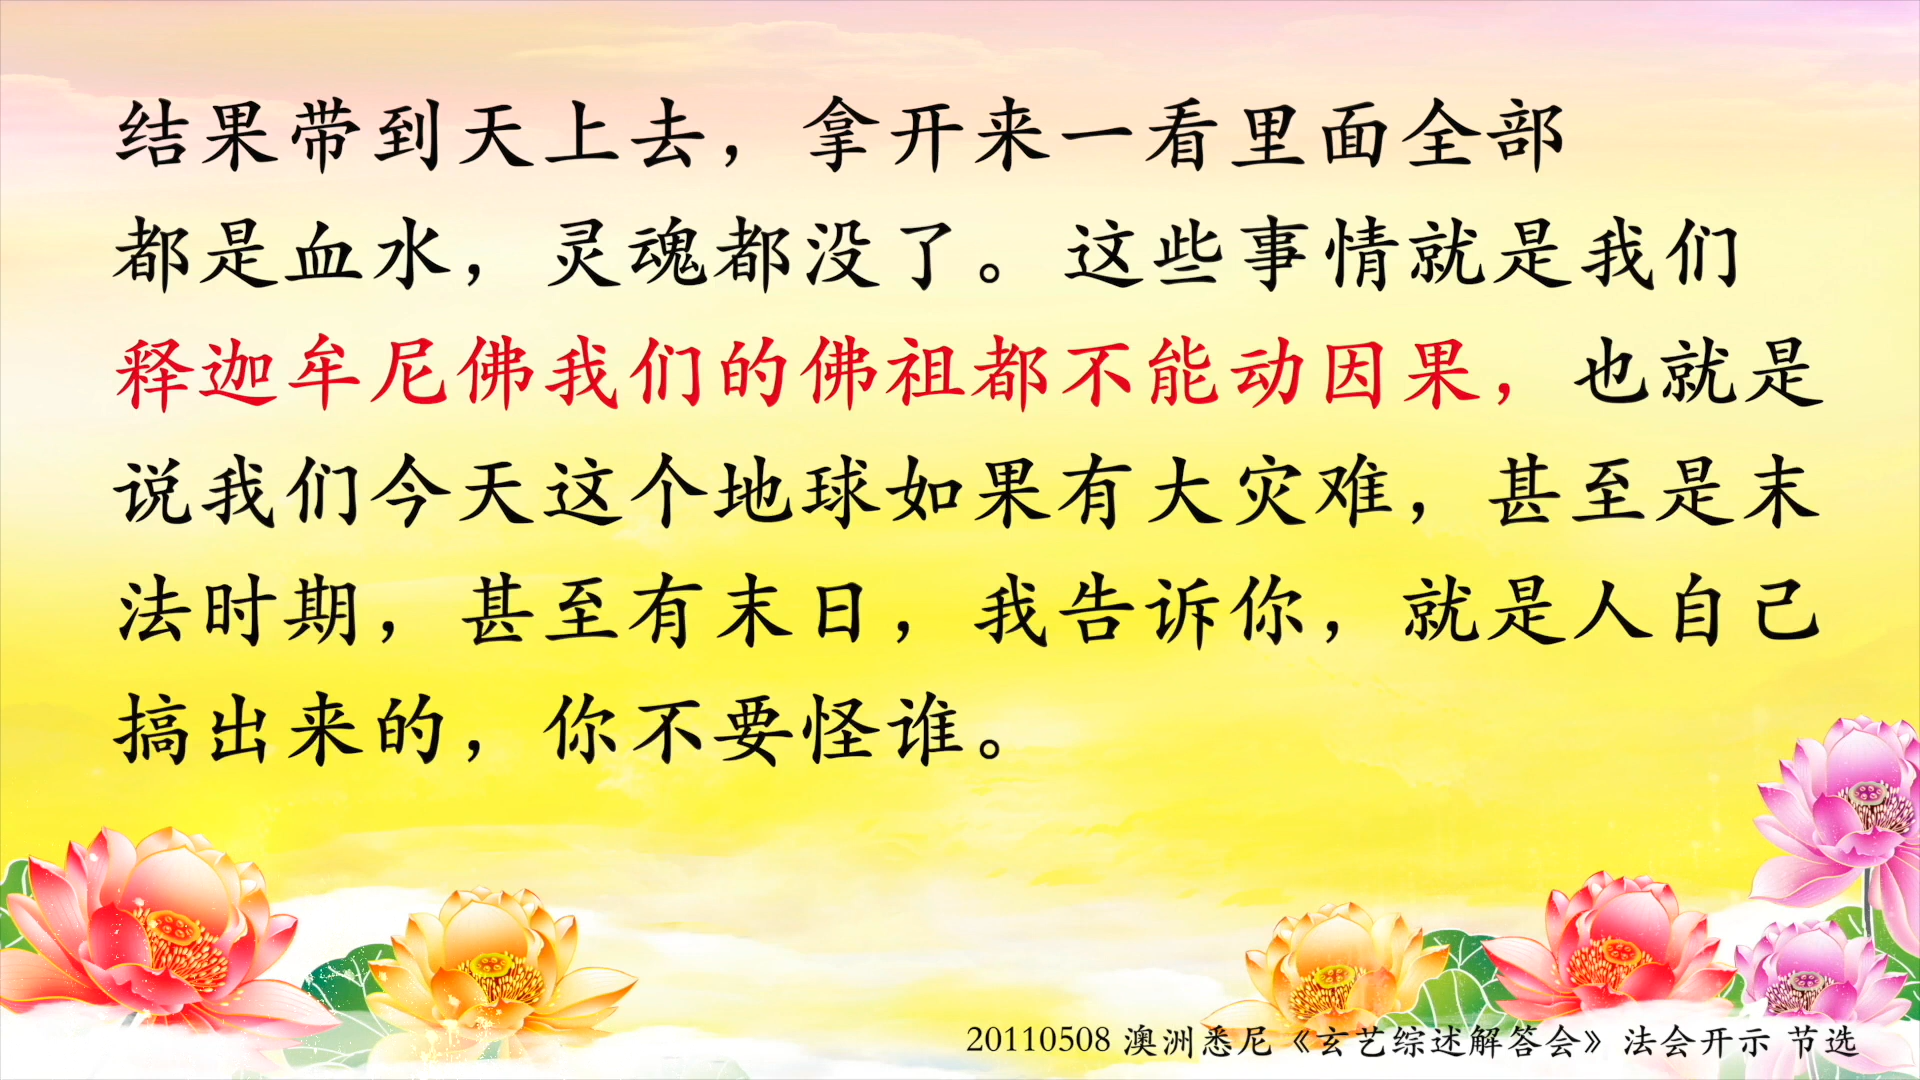 结果带到天上去，拿开来一看里面全部
都是血水，灵魂都没了。这些事情就是我们
释迦牟尼佛我们的佛祖都不能动因果，也就是
说我们今天这个地球如果有大灾难，甚至是末
法时期，甚至有末日，我告诉你，就是人自己
搞出来的，你不要怪谁。
20110508 澳洲悉尼《玄艺综述解答会》法会开示 节选